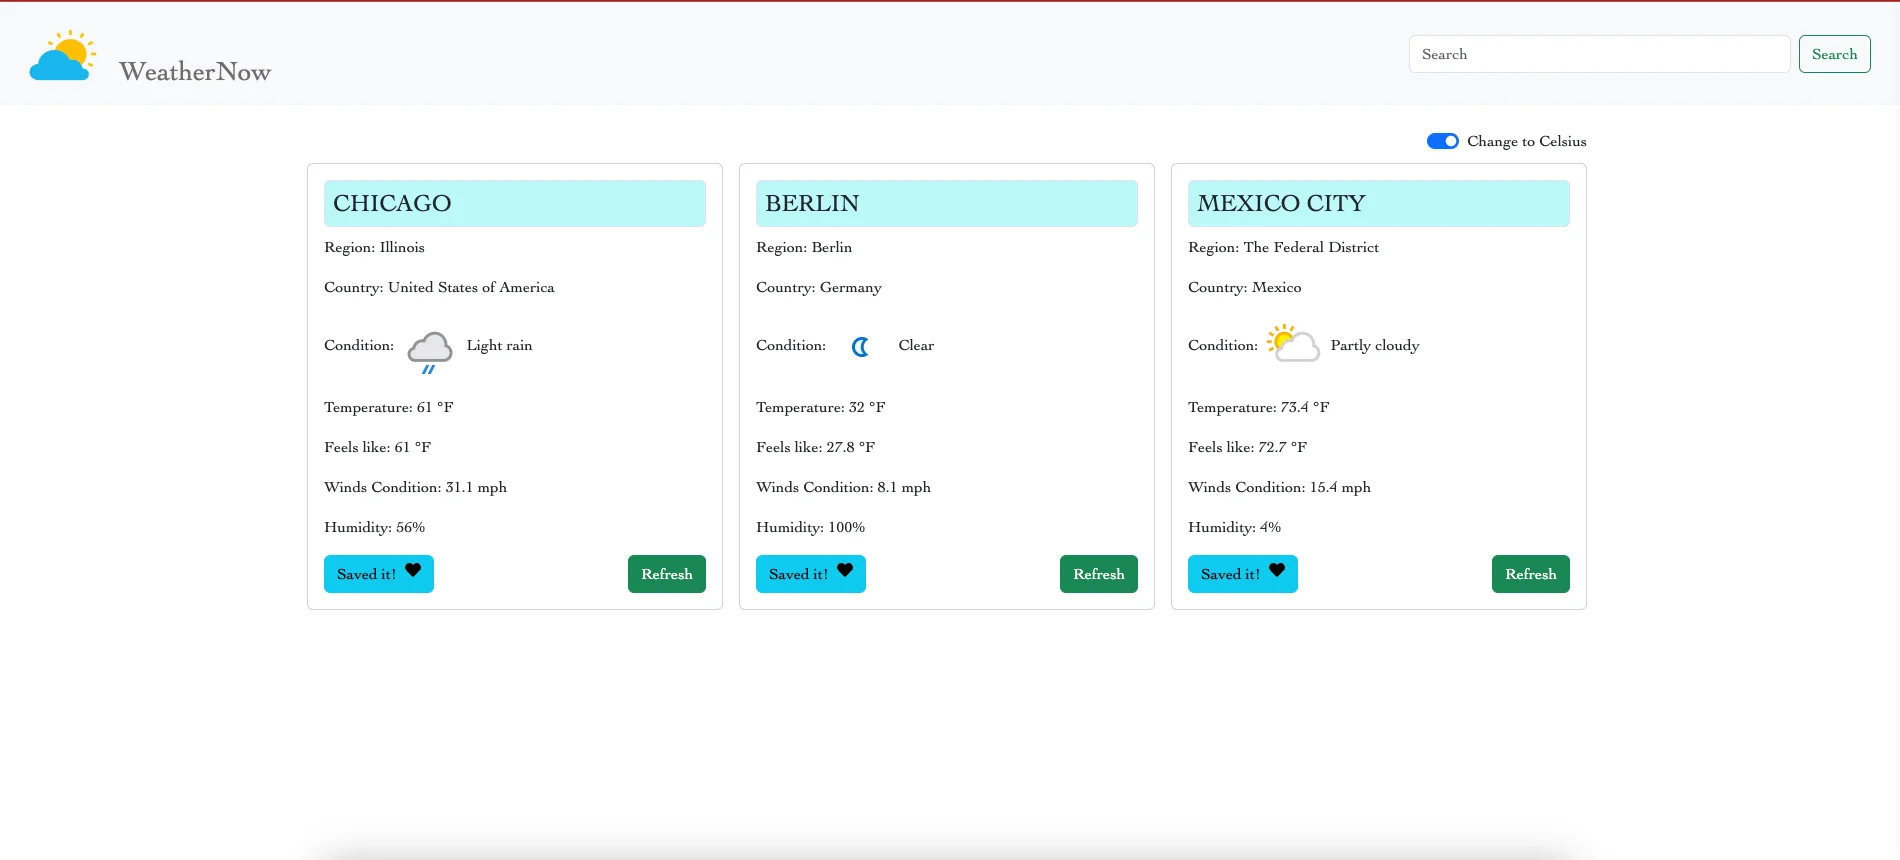 WeatherNow
Search
Search
Change to Celsius
CHICAGO
Region: Illinois
Country: United States of America
Condition: Light rain
Temperature: 61 °F
Feels like: 61 °F
Winds Condition: 31.1 mph
Humidity: 56%
Saved it!
Refresh
BERLIN
Region: Berlin
Country: Germany
Condition: Clear
Temperature: 32 °F
Feels like: 27.8 °F
Winds Condition: 8.1 mph
Humidity: 100%
Saved it!
Refresh
MEXICO CITY
Region: The Federal District
Country: Mexico
Condition: Partly cloudy
Temperature: 73.4 °F
Feels like: 72.7 °F
Winds Condition: 15.4 mph
Humidity: 4%
Saved it!
Refresh